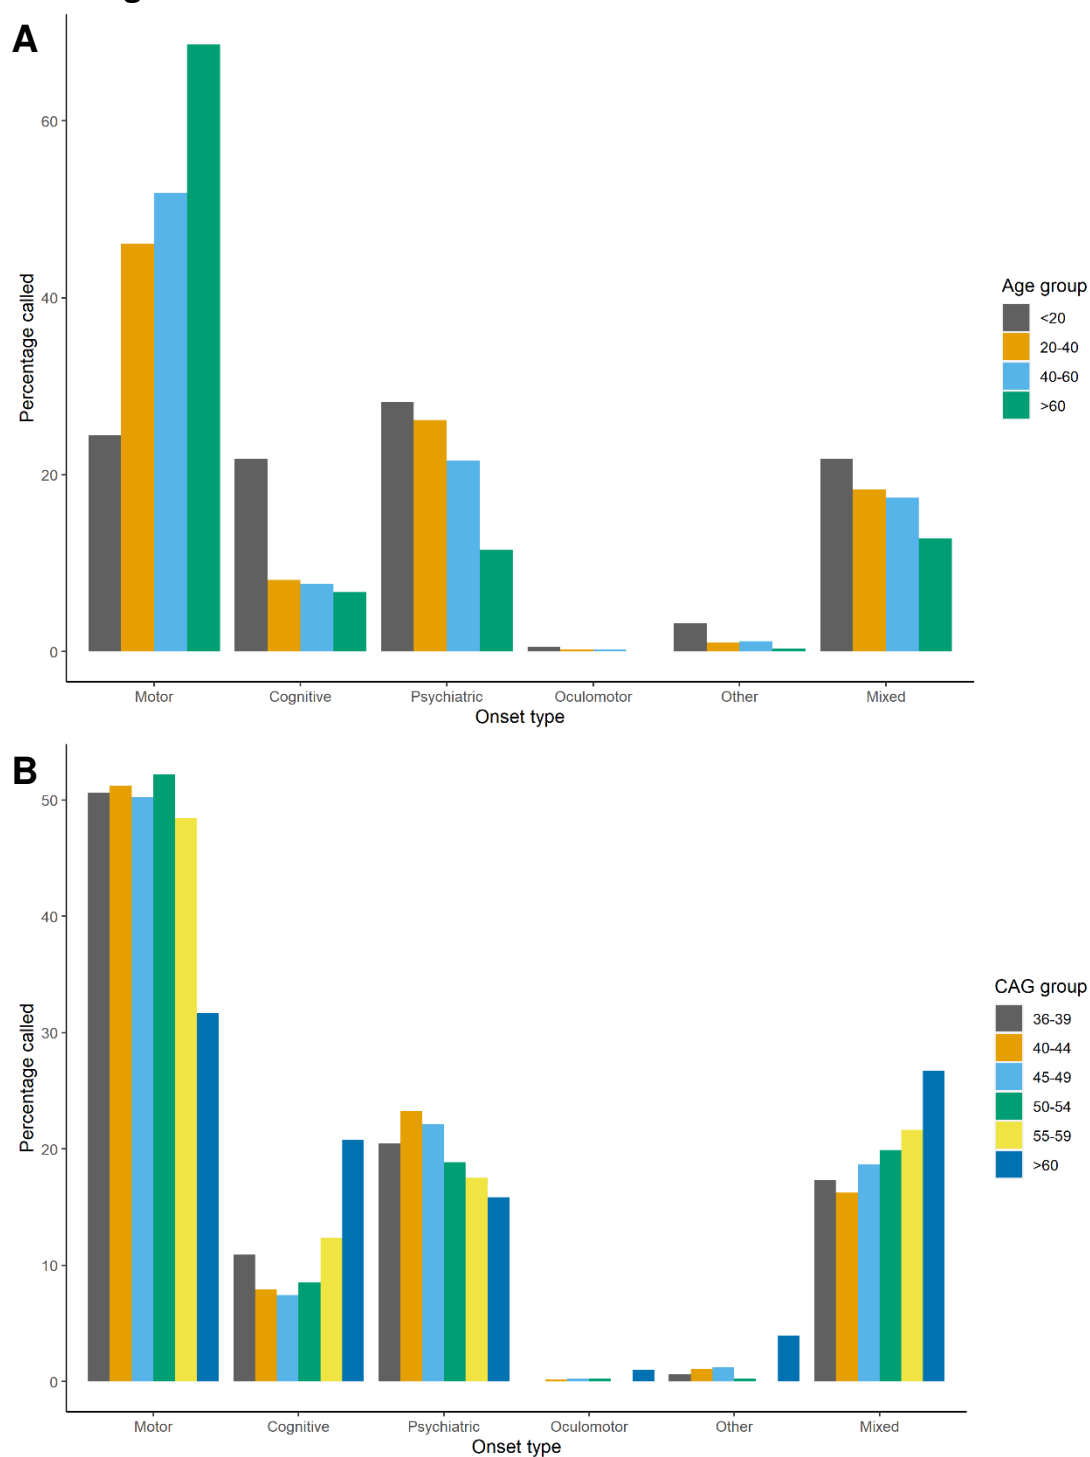 A
60
40
20
0
Percentage called
Motor
Cognitive
Psychiatric
Oculomotor
Other
Mixed
Onset type
Age group
<20
20-40
40-60
>60
B
50
40
30
20
10
0
Percentage called
Motor
Cognitive
Psychiatric
Oculomotor
Other
Mixed
Onset type
CAG group
36-39
40-44
45-49
50-54
55-59
>60